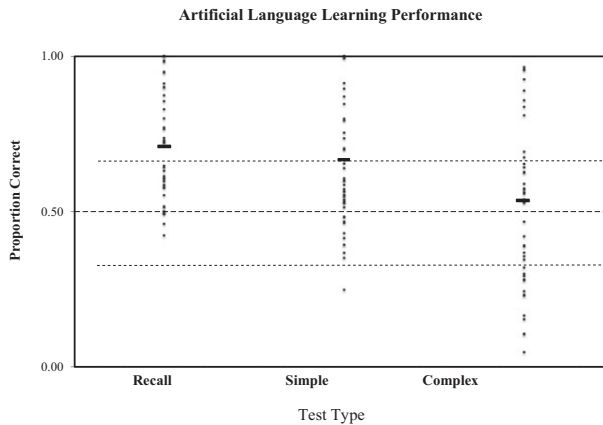 Artificial Language Learning Performance
1.00
0.50
0.00
Proportion Correct
Recall Simple Complex
Test Type